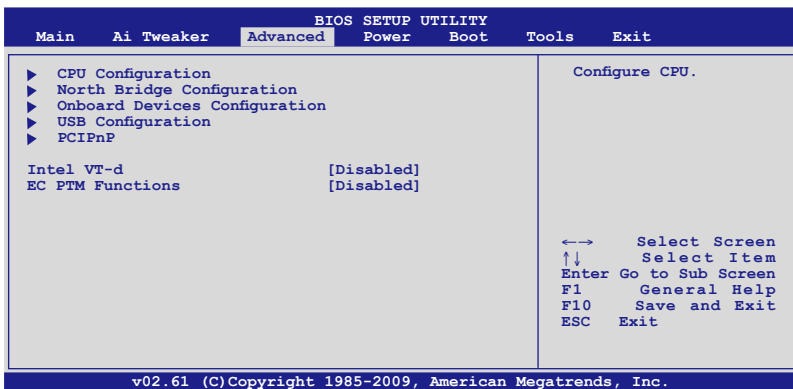 BIOS SETUP UTILITY
Main Ai Tweaker Advanced Power Boot Tools Exit
CPU Configuration
North Bridge Configuration
Onboard Devices Configuration
USB Configuration
PCIPnP
Intel VT-d [Disabled]
EC PTM Functions [Disabled]
Configure CPU.
←→ Select Screen
↑↓ Select Item
Enter Go to Sub Screen
F1 General Help
F10 Save and Exit
ESC Exit
v02.61 (C)Copyright 1985-2009, American Megatrends, Inc.